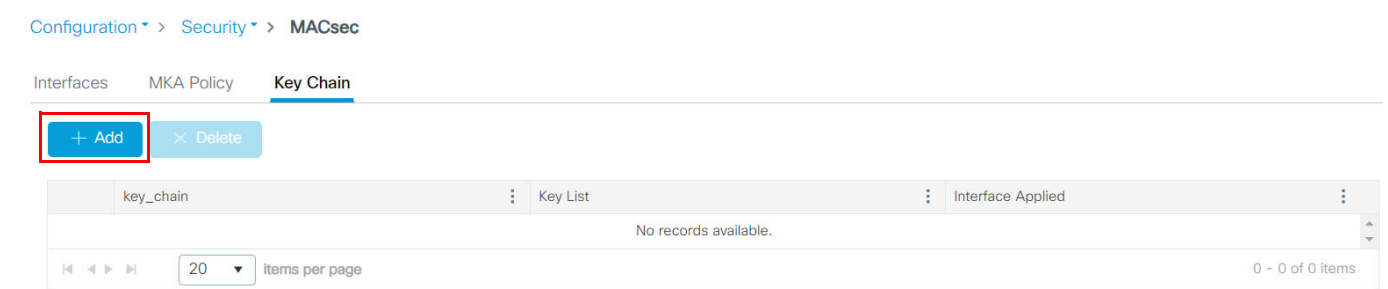 Configuration > Security > MACsec
Interfaces MKA Policy Key Chain
+ Add × Delete
key_chain Key List Interface Applied
No records available.
20 items per page 0 - 0 of 0 items